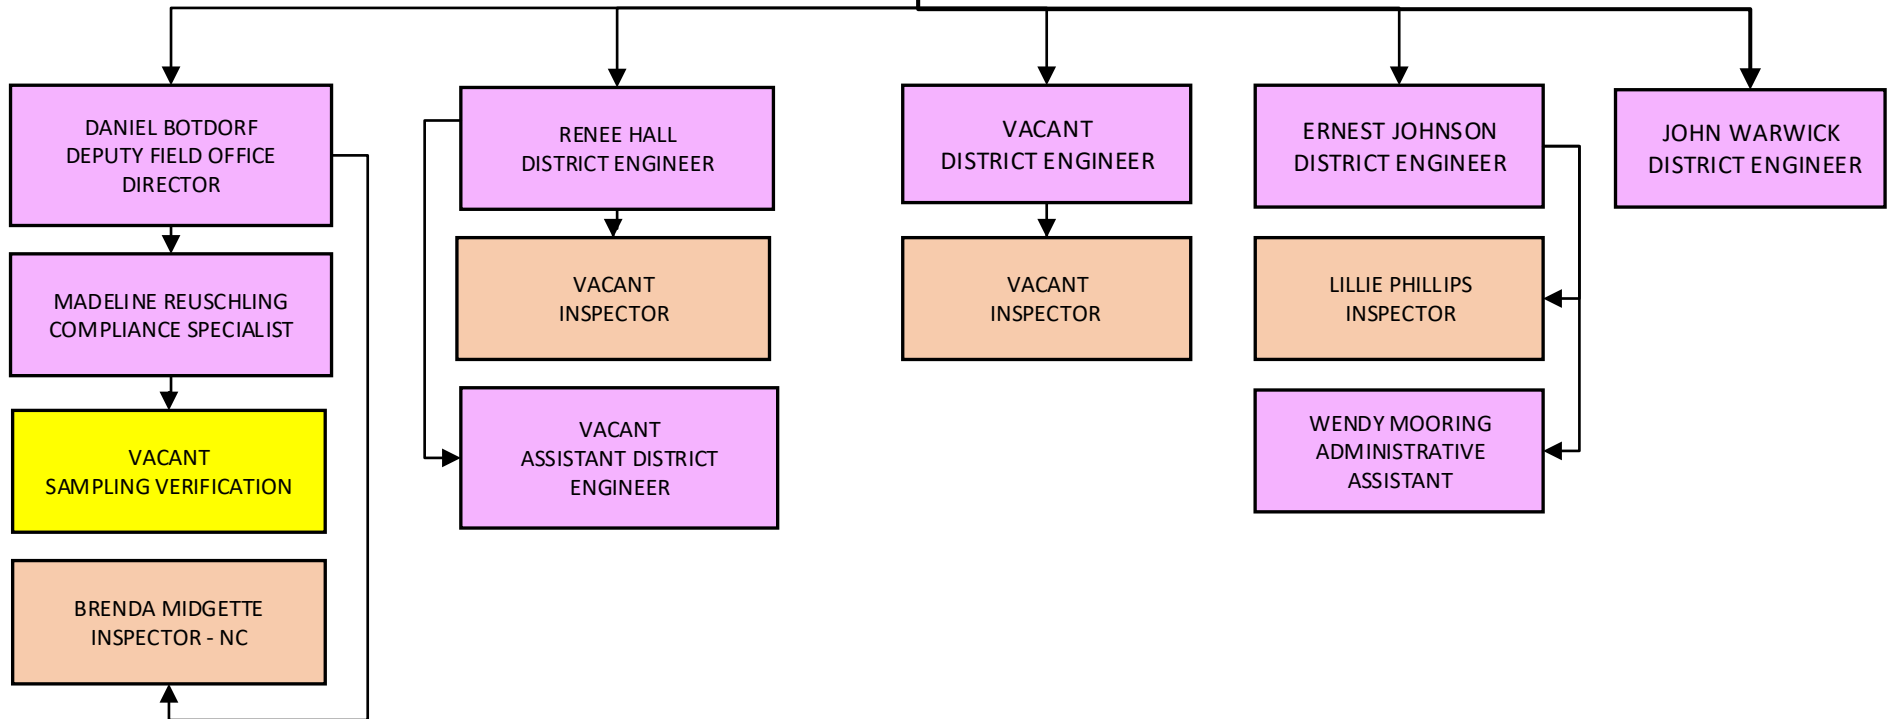 DANIEL BOTDORF
DEPUTY FIELD OFFICE
DIRECTOR
RENEE HALL
DISTRICT ENGINEER
VACANT
DISTRICT ENGINEER
ERNEST JOHNSON
DISTRICT ENGINEER
JOHN WARWICK
DISTRICT ENGINEER
MADELINE REUSCHLING
COMPLIANCE SPECIALIST
VACANT
INSPECTOR
VACANT
INSPECTOR
LILLIE PHILLIPS
INSPECTOR
VACANT
SAMPLING VERIFICATION
VACANT
ASSISTANT DISTRICT
ENGINEER
WENDY MOORING
ADMINISTRATIVE
ASSISTANT
BRENDA MIDGETTE
INSPECTOR - NC